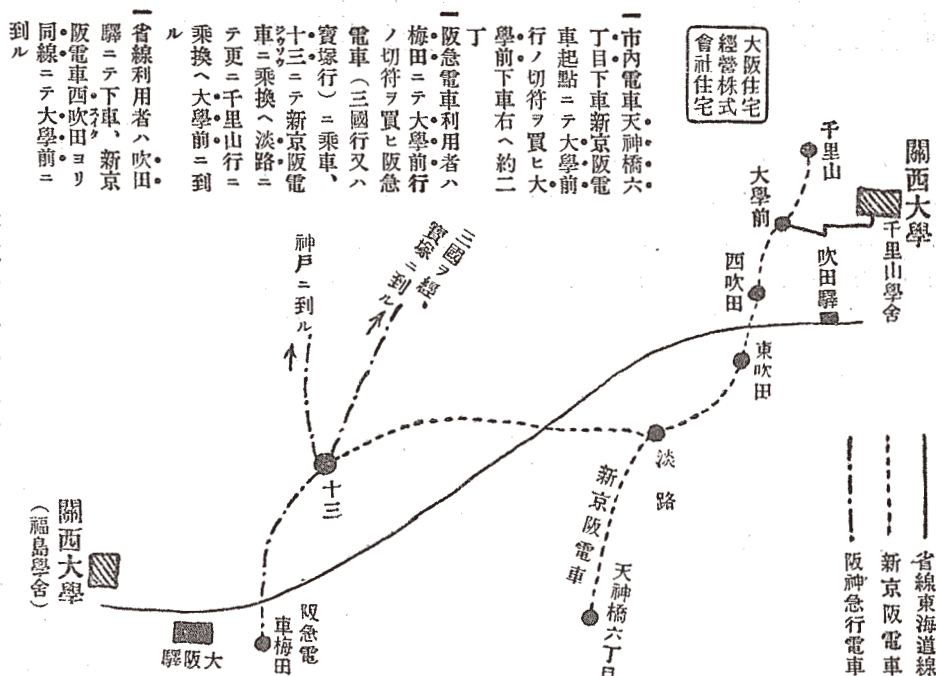 大阪住宅
經營株式
會社住宅
一市內電車天神橋六
丁目下車新京阪電
車起點ニテ大學前
行ノ切符ヲ買ヒ大
學前下車右ヘ約二
丁
一阪急電車利用者ハ
梅田ニテ大學前行
ノ切符ヲ買ヒ阪急
電車(三國行又ハ
寶塚行)ニ乘車、
十三ニテ新京阪電
ジウソウ
車ニ乘換ヘ淡路ニ
テ更ニ千里山行ニ
乘換ヘ大學前ニ到
ル
一省線利用者ハ吹田
驛ニテ下車、新京
阪電車西吹田ヨリ
スイタ
同線ニテ大學前ニ
到ル
關西大學
千里山學舍
千里山
大學前
吹田驛
西吹田
東吹田
淡路
新京阪電車
天神橋六丁目
三國ヲ經、
寶塚ニ到ル
神戶ニ到ル
十三
阪急電
車梅田
大阪驛
關西大學
(福島學舍)
省線東海道線
新京阪電車
阪神急行電車